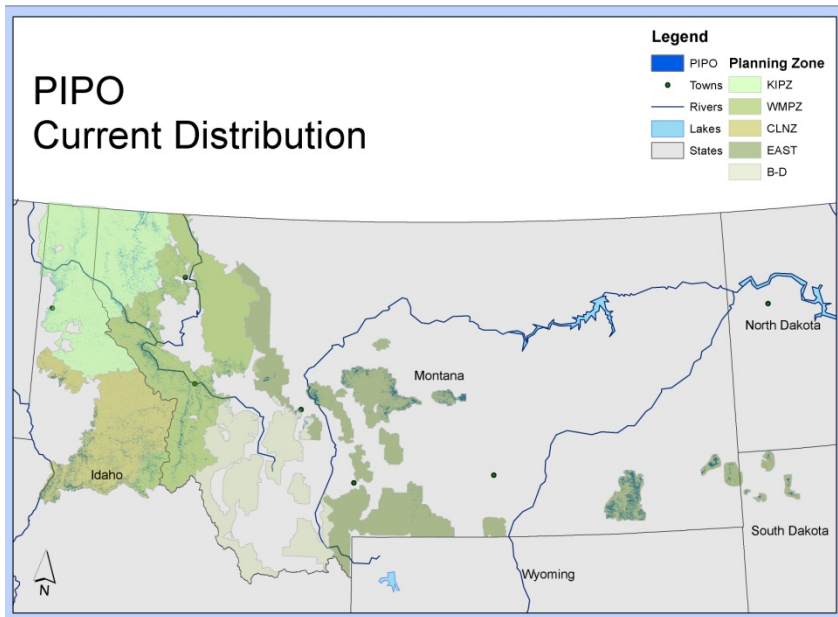 PIPO
Current Distribution
Legend
PIPO
Towns
Rivers
Lakes
States
Planning Zone
KIPZ
WMPZ
CLNZ
EAST
B-D
North Dakota
Montana
Idaho
South Dakota
Wyoming
N